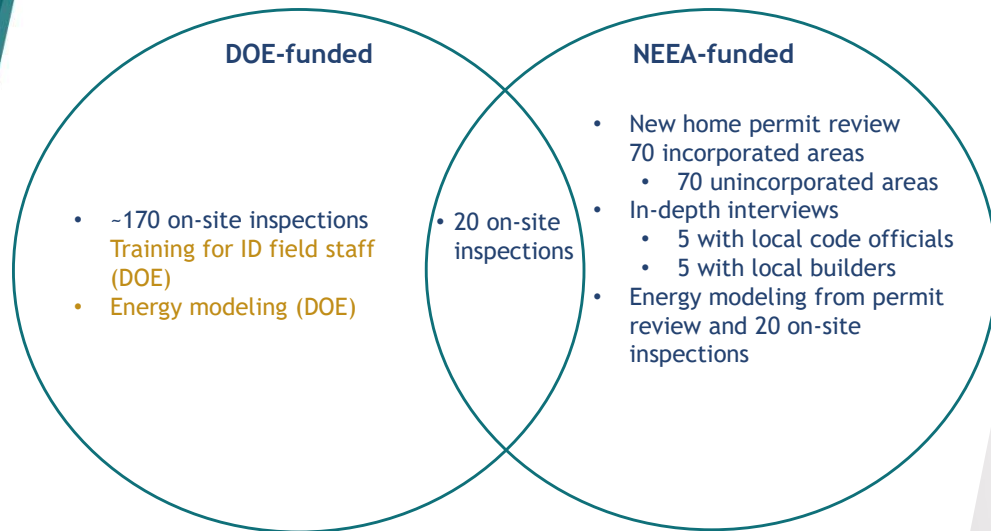 DOE-funded
• ~170 on-site inspections
Training for ID field staff
(DOE)
• Energy modeling (DOE)
• 20 on-site
inspections
NEEA-funded
• New home permit review
70 incorporated areas
• 70 unincorporated areas
• In-depth interviews
• 5 with local code officials
• 5 with local builders
• Energy modeling from permit
review and 20 on-site
inspections